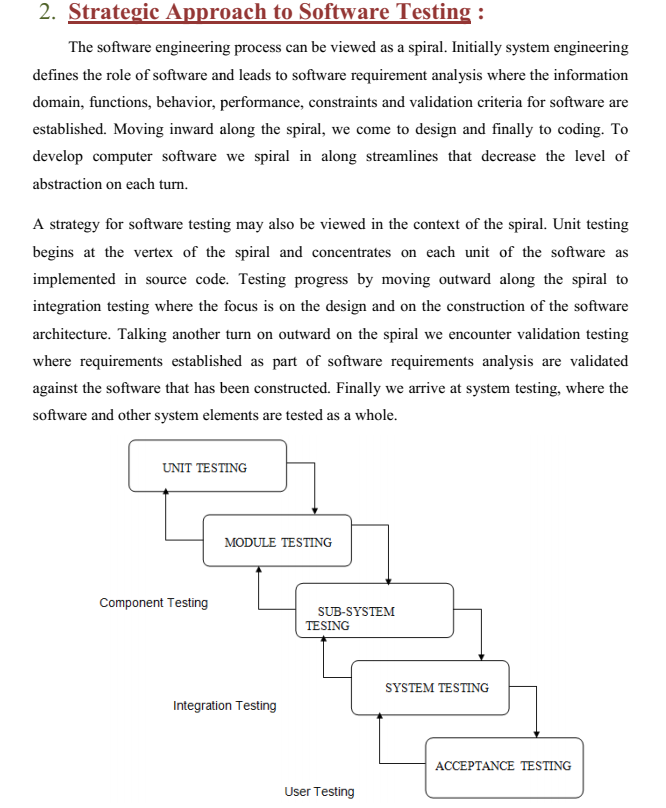 2. Strategic Approach to Software Testing :
The software engineering process can be viewed as a spiral. Initially system engineering
defines the role of software and leads to software requirement analysis where the information
domain, functions, behavior, performance, constraints and validation criteria for software are
established. Moving inward along the spiral, we come to design and finally to coding. To
develop computer software we spiral in along streamlines that decrease the level of
abstraction on each turn.
A strategy for software testing may also be viewed in the context of the spiral. Unit testing
begins at the vertex of the spiral and concentrates on each unit of the software as
implemented in source code. Testing progress by moving outward along the spiral to
integration testing where the focus is on the design and on the construction of the software
architecture. Talking another turn on outward on the spiral we encounter validation testing
where requirements established as part of software requirements analysis are validated
against the software that has been constructed. Finally we arrive at system testing, where the
software and other system elements are tested as a whole.
UNIT TESTING
MODULE TESTING
Component Testing
SUB-SYSTEM
TESING
SYSTEM TESTING
Integration Testing
ACCEPTANCE TESTING
User Testing